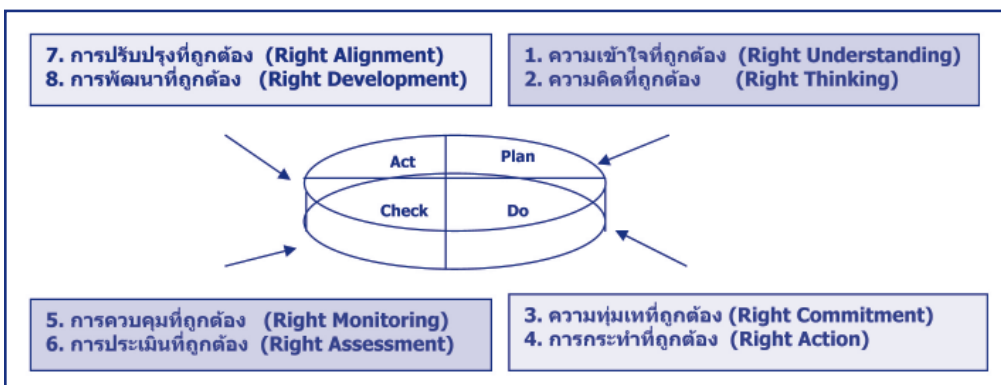 7. การปรับปรุงที่ถูกต้อง (Right Alignment)
8. การพัฒนาที่ถูกต้อง (Right Development)
1. ความเข้าใจที่ถูกต้อง (Right Understanding)
2. ความคิดที่ถูกต้อง (Right Thinking)
Act
Plan
Check
Do
5. การควบคุมที่ถูกต้อง (Right Monitoring)
6. การประเมินที่ถูกต้อง (Right Assessment)
3. ความทุ่มเทที่ถูกต้อง (Right Commitment)
4. การกระทำที่ถูกต้อง (Right Action)